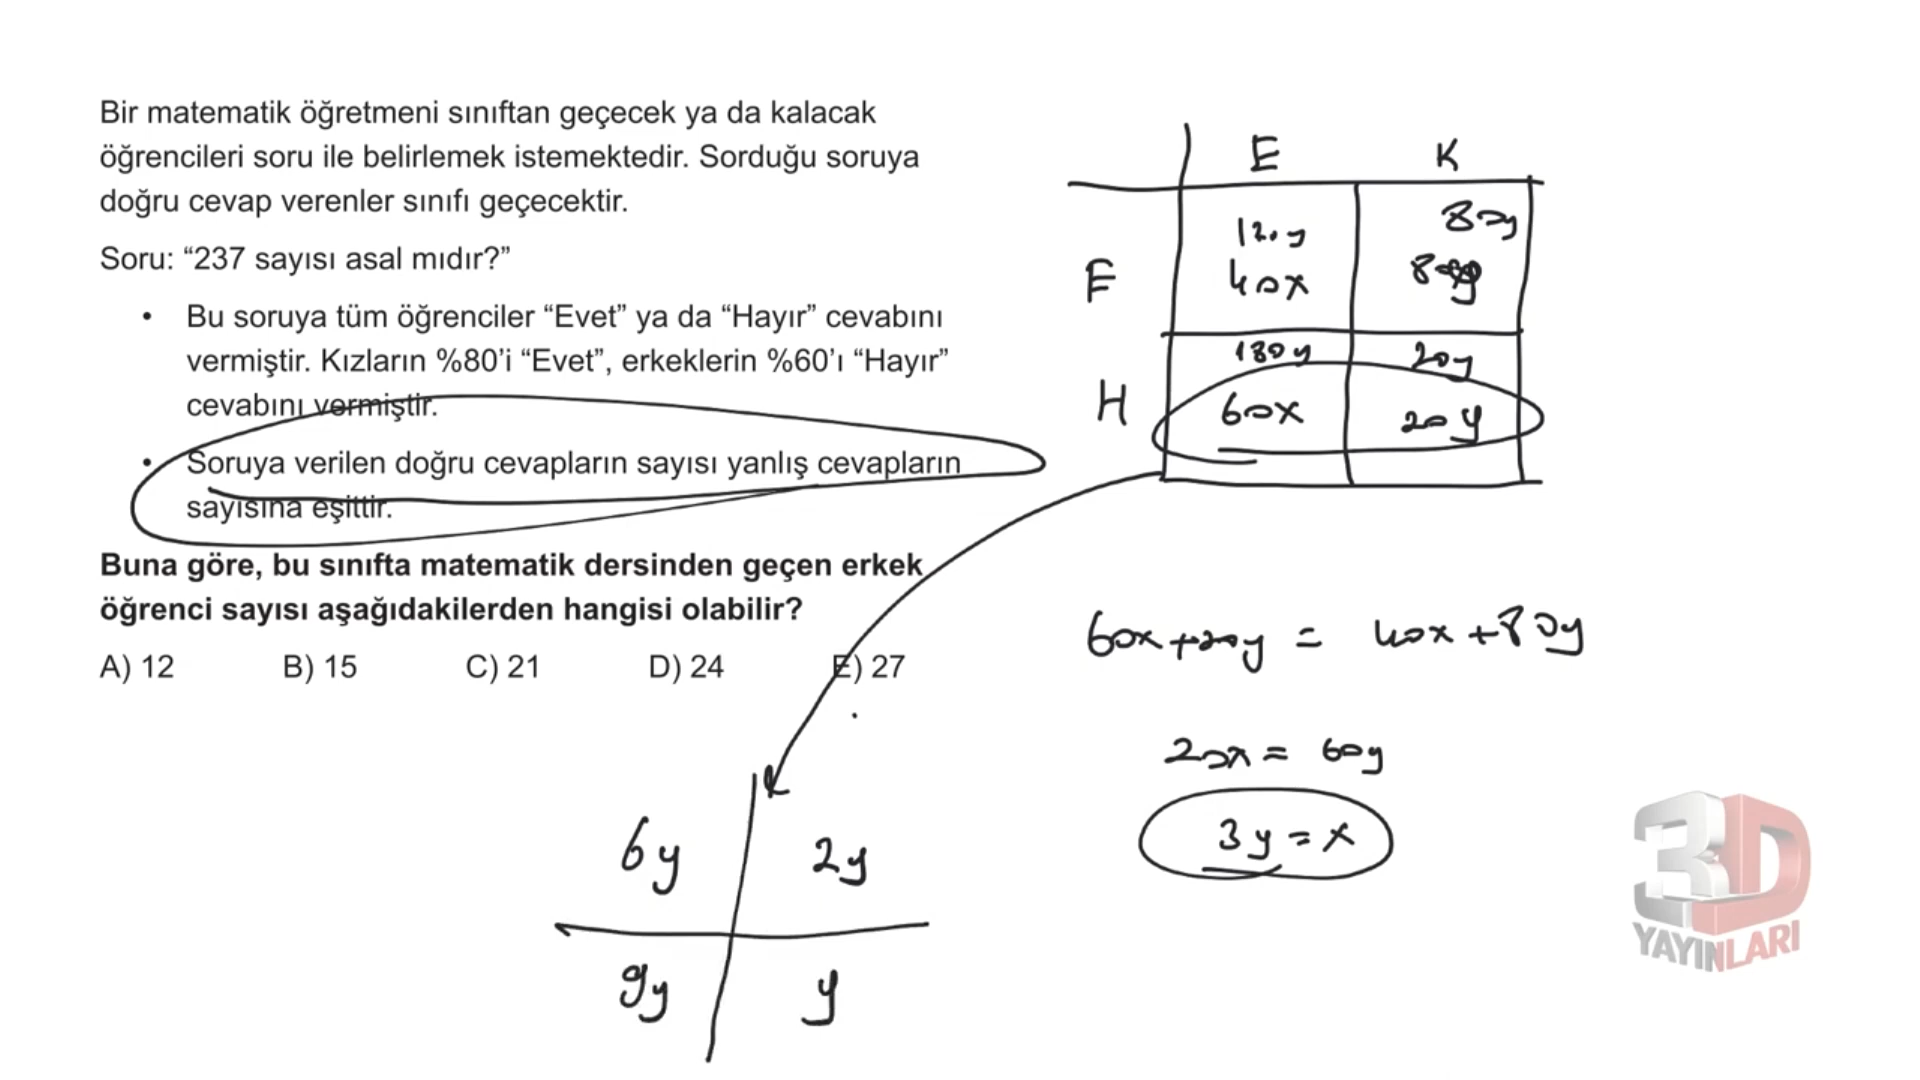 Bir matematik öğretmeni sınıftan geçecek ya da kalacak
öğrencileri soru ile belirlemek istemektedir. Sorduğu soruya
doğru cevap verenler sınıfı geçecektir.
Soru: “237 sayısı asal mıdır?”
• Bu soruya tüm öğrenciler “Evet” ya da “Hayır” cevabını
vermiştir. Kızların %80’i “Evet”, erkeklerin %60’ı “Hayır”
cevabını vermiştir.
• Soruya verilen doğru cevapların sayısı yanlış cevapların
sayısına eşittir.
Buna göre, bu sınıfta matematik dersinden geçen erkek
öğrenci sayısı aşağıdakilerden hangisi olabilir?
A) 12 B) 15 C) 21 D) 24 E) 27
E K
120y 80y
E 40x
180y 20y
H 60x 20y
60x+20y = 40x+80y
20x = 60y
3y = x
6y 2y
9y y
3D
YAYINLARI